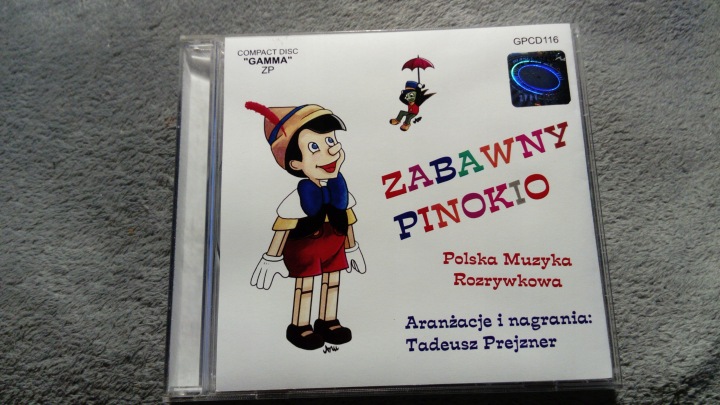 COMPACT DISC
"GAMMA"
ZP
GPCD116
ZABAWNY
PINOKIO
Polska Muzyka
Rozrywkowa
Aranżacje i nagrania:
Tadeusz Prejzner